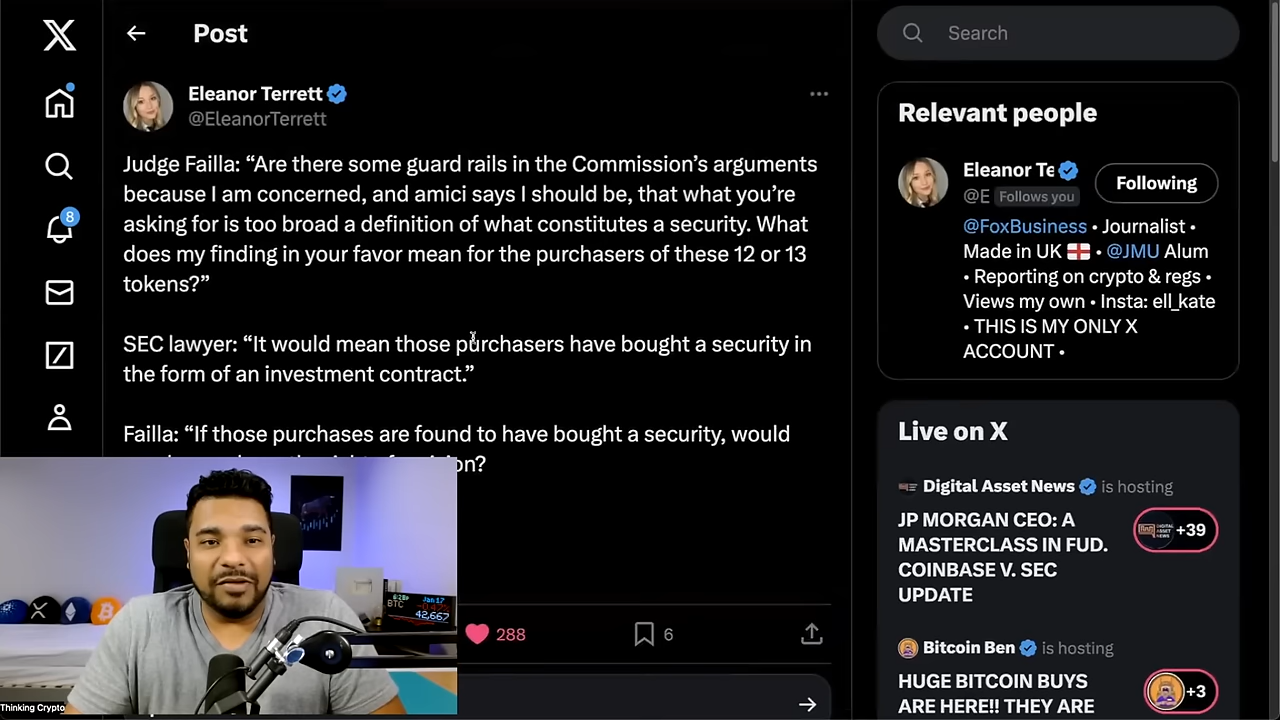 Post
Search
Eleanor Terrett
@EleanorTerrett
Judge Failla: “Are there some guard rails in the Commission’s arguments
because I am concerned, and amici says I should be, that what you’re
asking for is too broad a definition of what constitutes a security. What
does my finding in your favor mean for the purchasers of these 12 or 13
tokens?”
SEC lawyer: “It would mean those purchasers have bought a security in
the form of an investment contract.”
Failla: “If those purchases are found to have bought a security, would
288
6
8
Relevant people
Eleanor Te
@E Follows you
Following
@FoxBusiness • Journalist •
Made in UK • @JMU Alum
• Reporting on crypto & regs •
Views my own • Insta: ell_kate
• THIS IS MY ONLY X
ACCOUNT •
Live on X
Digital Asset News is hosting
JP MORGAN CEO: A
MASTERCLASS IN FUD.
COINBASE V. SEC
UPDATE
+39
Bitcoin Ben is hosting
HUGE BITCOIN BUYS
ARE HERE!! THEY ARE
+3
6:28P Jan 17
BTC
42,667
Thinking Crypto